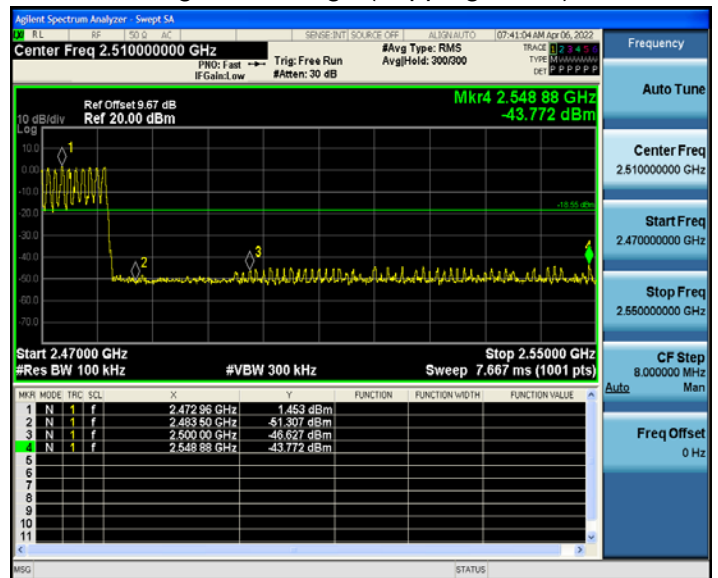 Agilent Spectrum Analyzer - Swept SA
RL RF 50 Ω AC SENSE:INT SOURCE OFF ALIGN AUTO 07:41:04 AM Apr 06, 2022
Center Freq 2.510000000 GHz
PNO: Fast
IFGain:Low
Trig: Free Run
#Atten: 30 dB
#Avg Type: RMS
Avg|Hold: 300/300
TRACE 1 2 3 4 5 6
TYPE M
DET P P P P P P
Ref Offset 9.67 dB
10 dB/div Ref 20.00 dBm
Log
Mkr4 2.548 88 GHz
-43.772 dBm
10.0
0.00
-10.0
-20.0
-30.0
-40.0
-50.0
-60.0
-70.0
1
2
3
4
-18.55 dBm
Start 2.47000 GHz
#Res BW 100 kHz
#VBW 300 kHz
Stop 2.55000 GHz
Sweep 7.667 ms (1001 pts)
MKR MODE TRC SCL X Y FUNCTION FUNCTION WIDTH FUNCTION VALUE
1 N 1 f 2.472 96 GHz 1.453 dBm
2 N 1 f 2.483 50 GHz -51.307 dBm
3 N 1 f 2.500 00 GHz -46.627 dBm
4 N 1 f 2.548 88 GHz -43.772 dBm
5
6
7
8
9
10
11
MSG STATUS
Frequency
Auto Tune
Center Freq
2.510000000 GHz
Start Freq
2.470000000 GHz
Stop Freq
2.550000000 GHz
CF Step
8.000000 MHz
Auto Man
Freq Offset
0 Hz